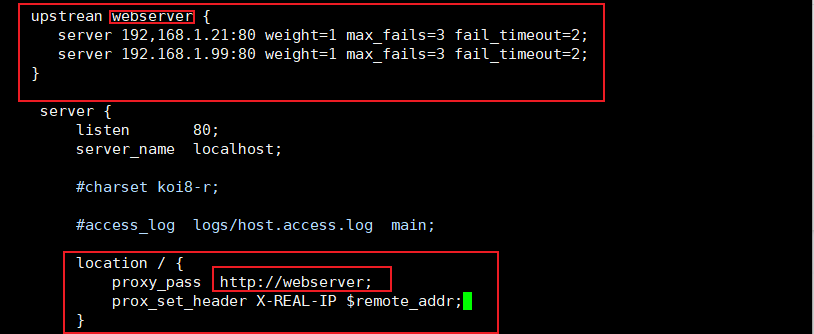 upstrean webserver {
server 192,168.1.21:80 weight=1 max_fails=3 fail_timeout=2;
server 192.168.1.99:80 weight=1 max_fails=3 fail_timeout=2;
}
server {
listen 80;
server_name localhost;
#charset koi8-r;
#access_log logs/host.access.log main;
location / {
proxy_pass http://webserver;
prox_set_header X-REAL-IP $remote_addr;
}